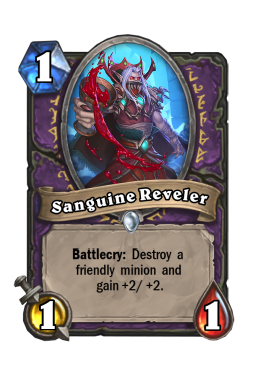 1
Sanguine Reveler
Battlecry: Destroy a
friendly minion and
gain +2/ +2.
1
1